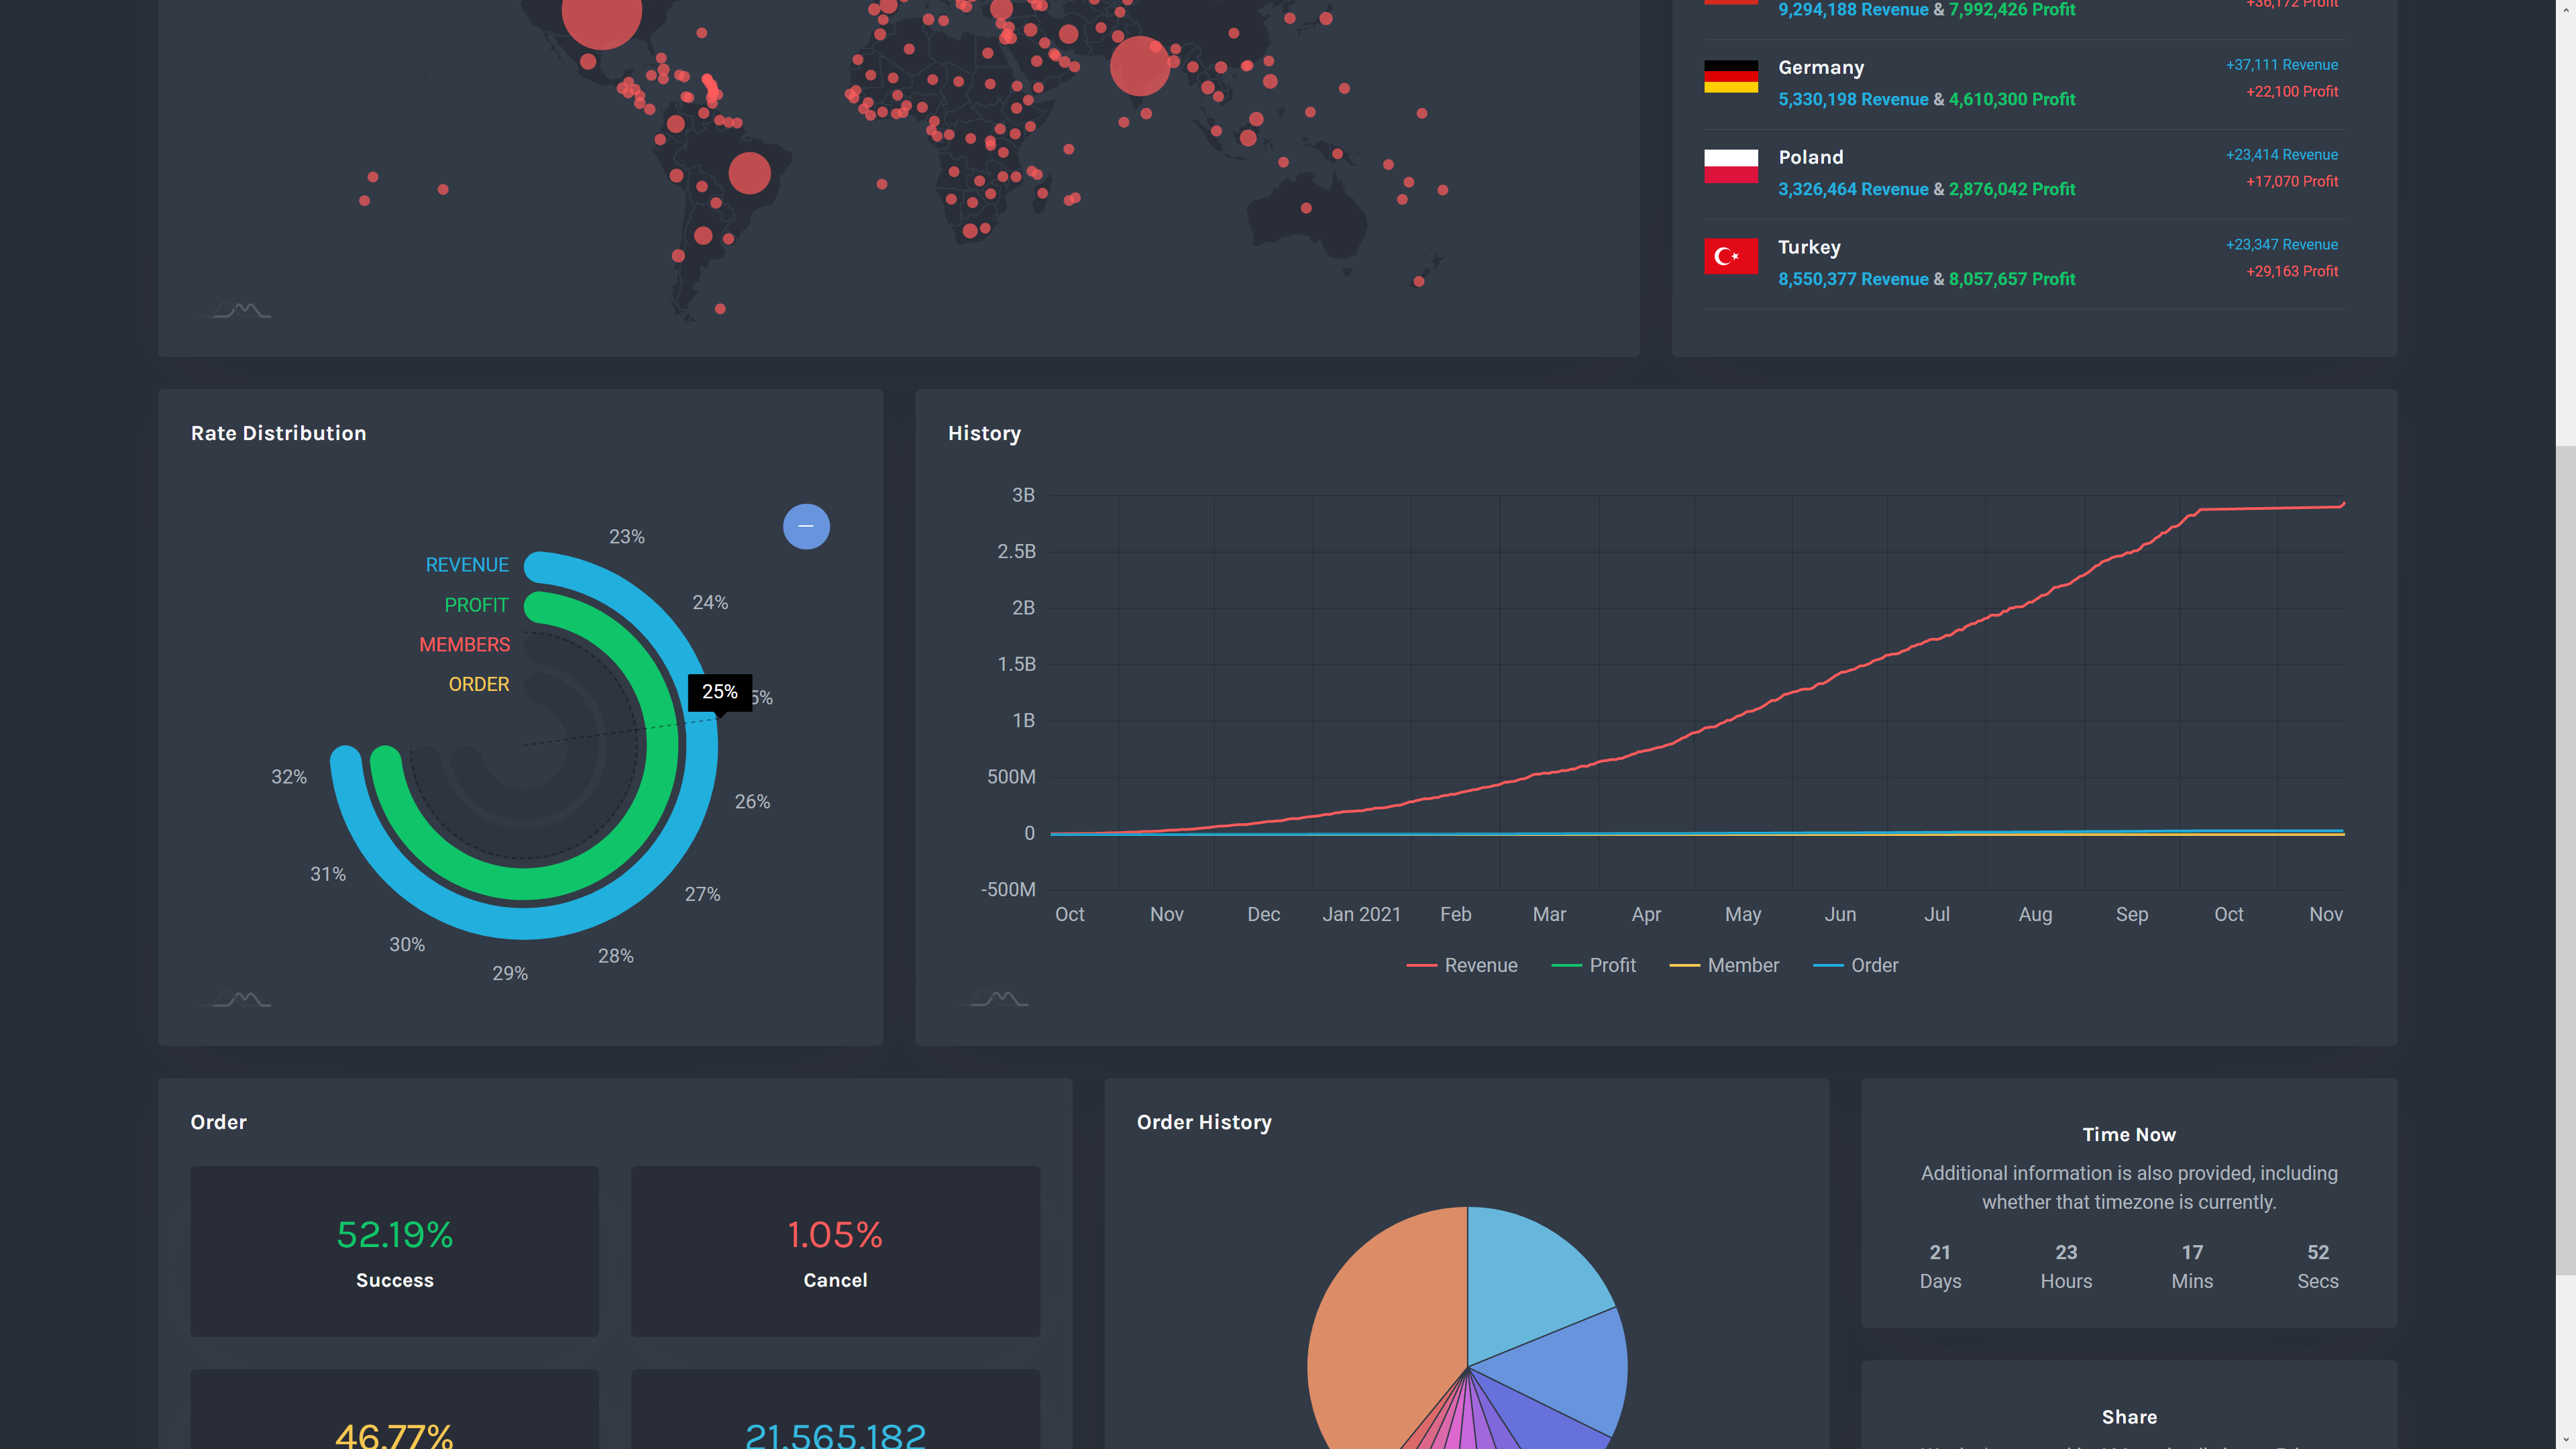 9,294,188 Revenue & 7,992,426 Profit
+36,172 Profit
Germany
+37,111 Revenue
5,330,198 Revenue & 4,610,300 Profit
+22,100 Profit
Poland
+23,414 Revenue
3,326,464 Revenue & 2,876,042 Profit
+17,070 Profit
Turkey
+23,347 Revenue
8,550,377 Revenue & 8,057,657 Profit
+29,163 Profit
Rate Distribution
23%
REVENUE
24%
PROFIT
MEMBERS
ORDER
25%
5%
32%
26%
31%
27%
30%
28%
29%
History
3B
2.5B
2B
1.5B
1B
500M
0
-500M
Oct Nov Dec Jan 2021 Feb Mar Apr May Jun Jul Aug Sep Oct Nov
Revenue Profit Member Order
Order
52.19%
Success
1.05%
Cancel
46.77%
21,565,182
Order History
Time Now
Additional information is also provided, including
whether that timezone is currently.
21 23 17 52
Days Hours Mins Secs
Share